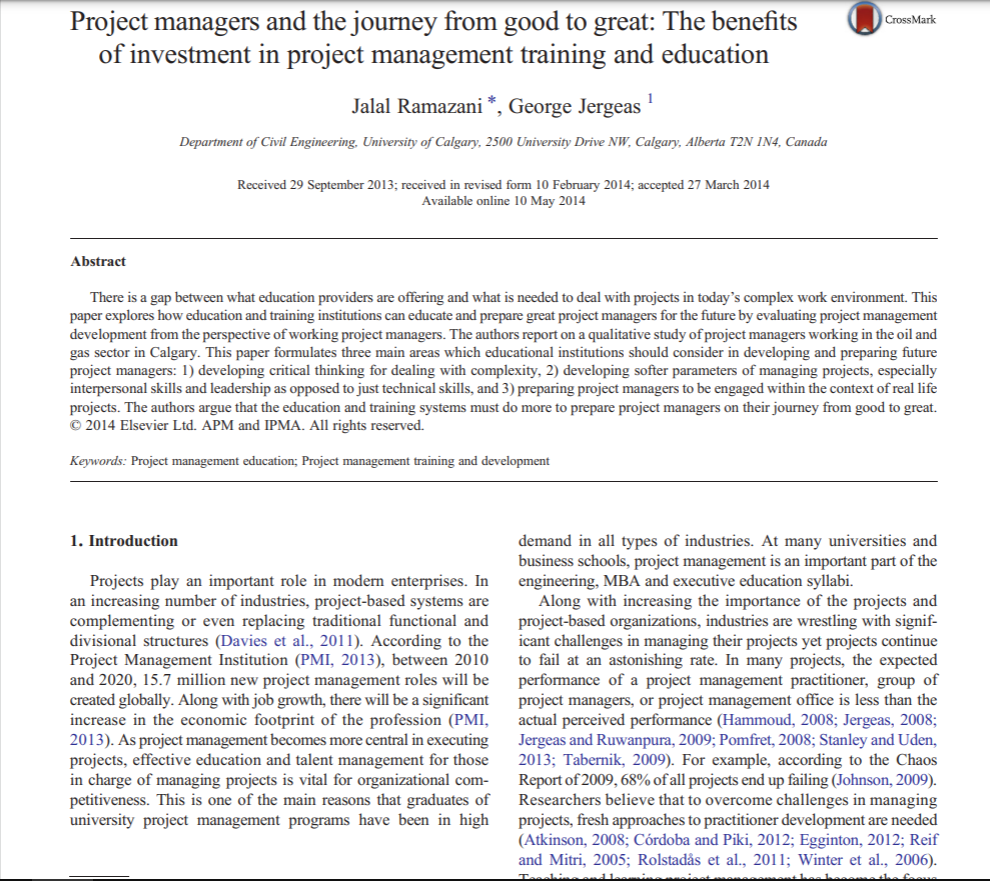 Project managers and the journey from good to great: The benefits
of investment in project management training and education
CrossMark
Jalal Ramazani *, George Jergeas 1
Department of Civil Engineering, University of Calgary, 2500 University Drive NW, Calgary, Alberta T2N 1N4, Canada
Received 29 September 2013; received in revised form 10 February 2014; accepted 27 March 2014
Available online 10 May 2014
Abstract
There is a gap between what education providers are offering and what is needed to deal with projects in today's complex work environment. This
paper explores how education and training institutions can educate and prepare great project managers for the future by evaluating project management
development from the perspective of working project managers. The authors report on a qualitative study of project managers working in the oil and
gas sector in Calgary. This paper formulates three main areas which educational institutions should consider in developing and preparing future
project managers: 1) developing critical thinking for dealing with complexity, 2) developing softer parameters of managing projects, especially
interpersonal skills and leadership as opposed to just technical skills, and 3) preparing project managers to be engaged within the context of real life
projects. The authors argue that the education and training systems must do more to prepare project managers on their journey from good to great.
© 2014 Elsevier Ltd. APM and IPMA. All rights reserved.
Keywords: Project management education; Project management training and development
1. Introduction
Projects play an important role in modern enterprises. In
an increasing number of industries, project-based systems are
complementing or even replacing traditional functional and
divisional structures (Davies et al., 2011). According to the
Project Management Institution (PMI, 2013), between 2010
and 2020, 15.7 million new project management roles will be
created globally. Along with job growth, there will be a significant
increase in the economic footprint of the profession (PMI,
2013). As project management becomes more central in executing
projects, effective education and talent management for those
in charge of managing projects is vital for organizational com-
petitiveness. This is one of the main reasons that graduates of
university project management programs have been in high
demand in all types of industries. At many universities and
business schools, project management is an important part of the
engineering, MBA and executive education syllabi.
Along with increasing the importance of the projects and
project-based organizations, industries are wrestling with signif-
icant challenges in managing their projects yet projects continue
to fail at an astonishing rate. In many projects, the expected
performance of a project management practitioner, group of
project managers, or project management office is less than the
actual perceived performance (Hammoud, 2008; Jergeas, 2008;
Jergeas and Ruwanpura, 2009; Pomfret, 2008; Stanley and Uden,
2013; Tabernik, 2009). For example, according to the Chaos
Report of 2009, 68% of all projects end up failing (Johnson, 2009).
Researchers believe that to overcome challenges in managing
projects, fresh approaches to practitioner development are needed
(Atkinson, 2008; Córdoba and Piki, 2012; Egginton, 2012; Reif
and Mitri, 2005; Rolstadås et al., 2011; Winter et al., 2006).
Teaching and learning project management has become the focus